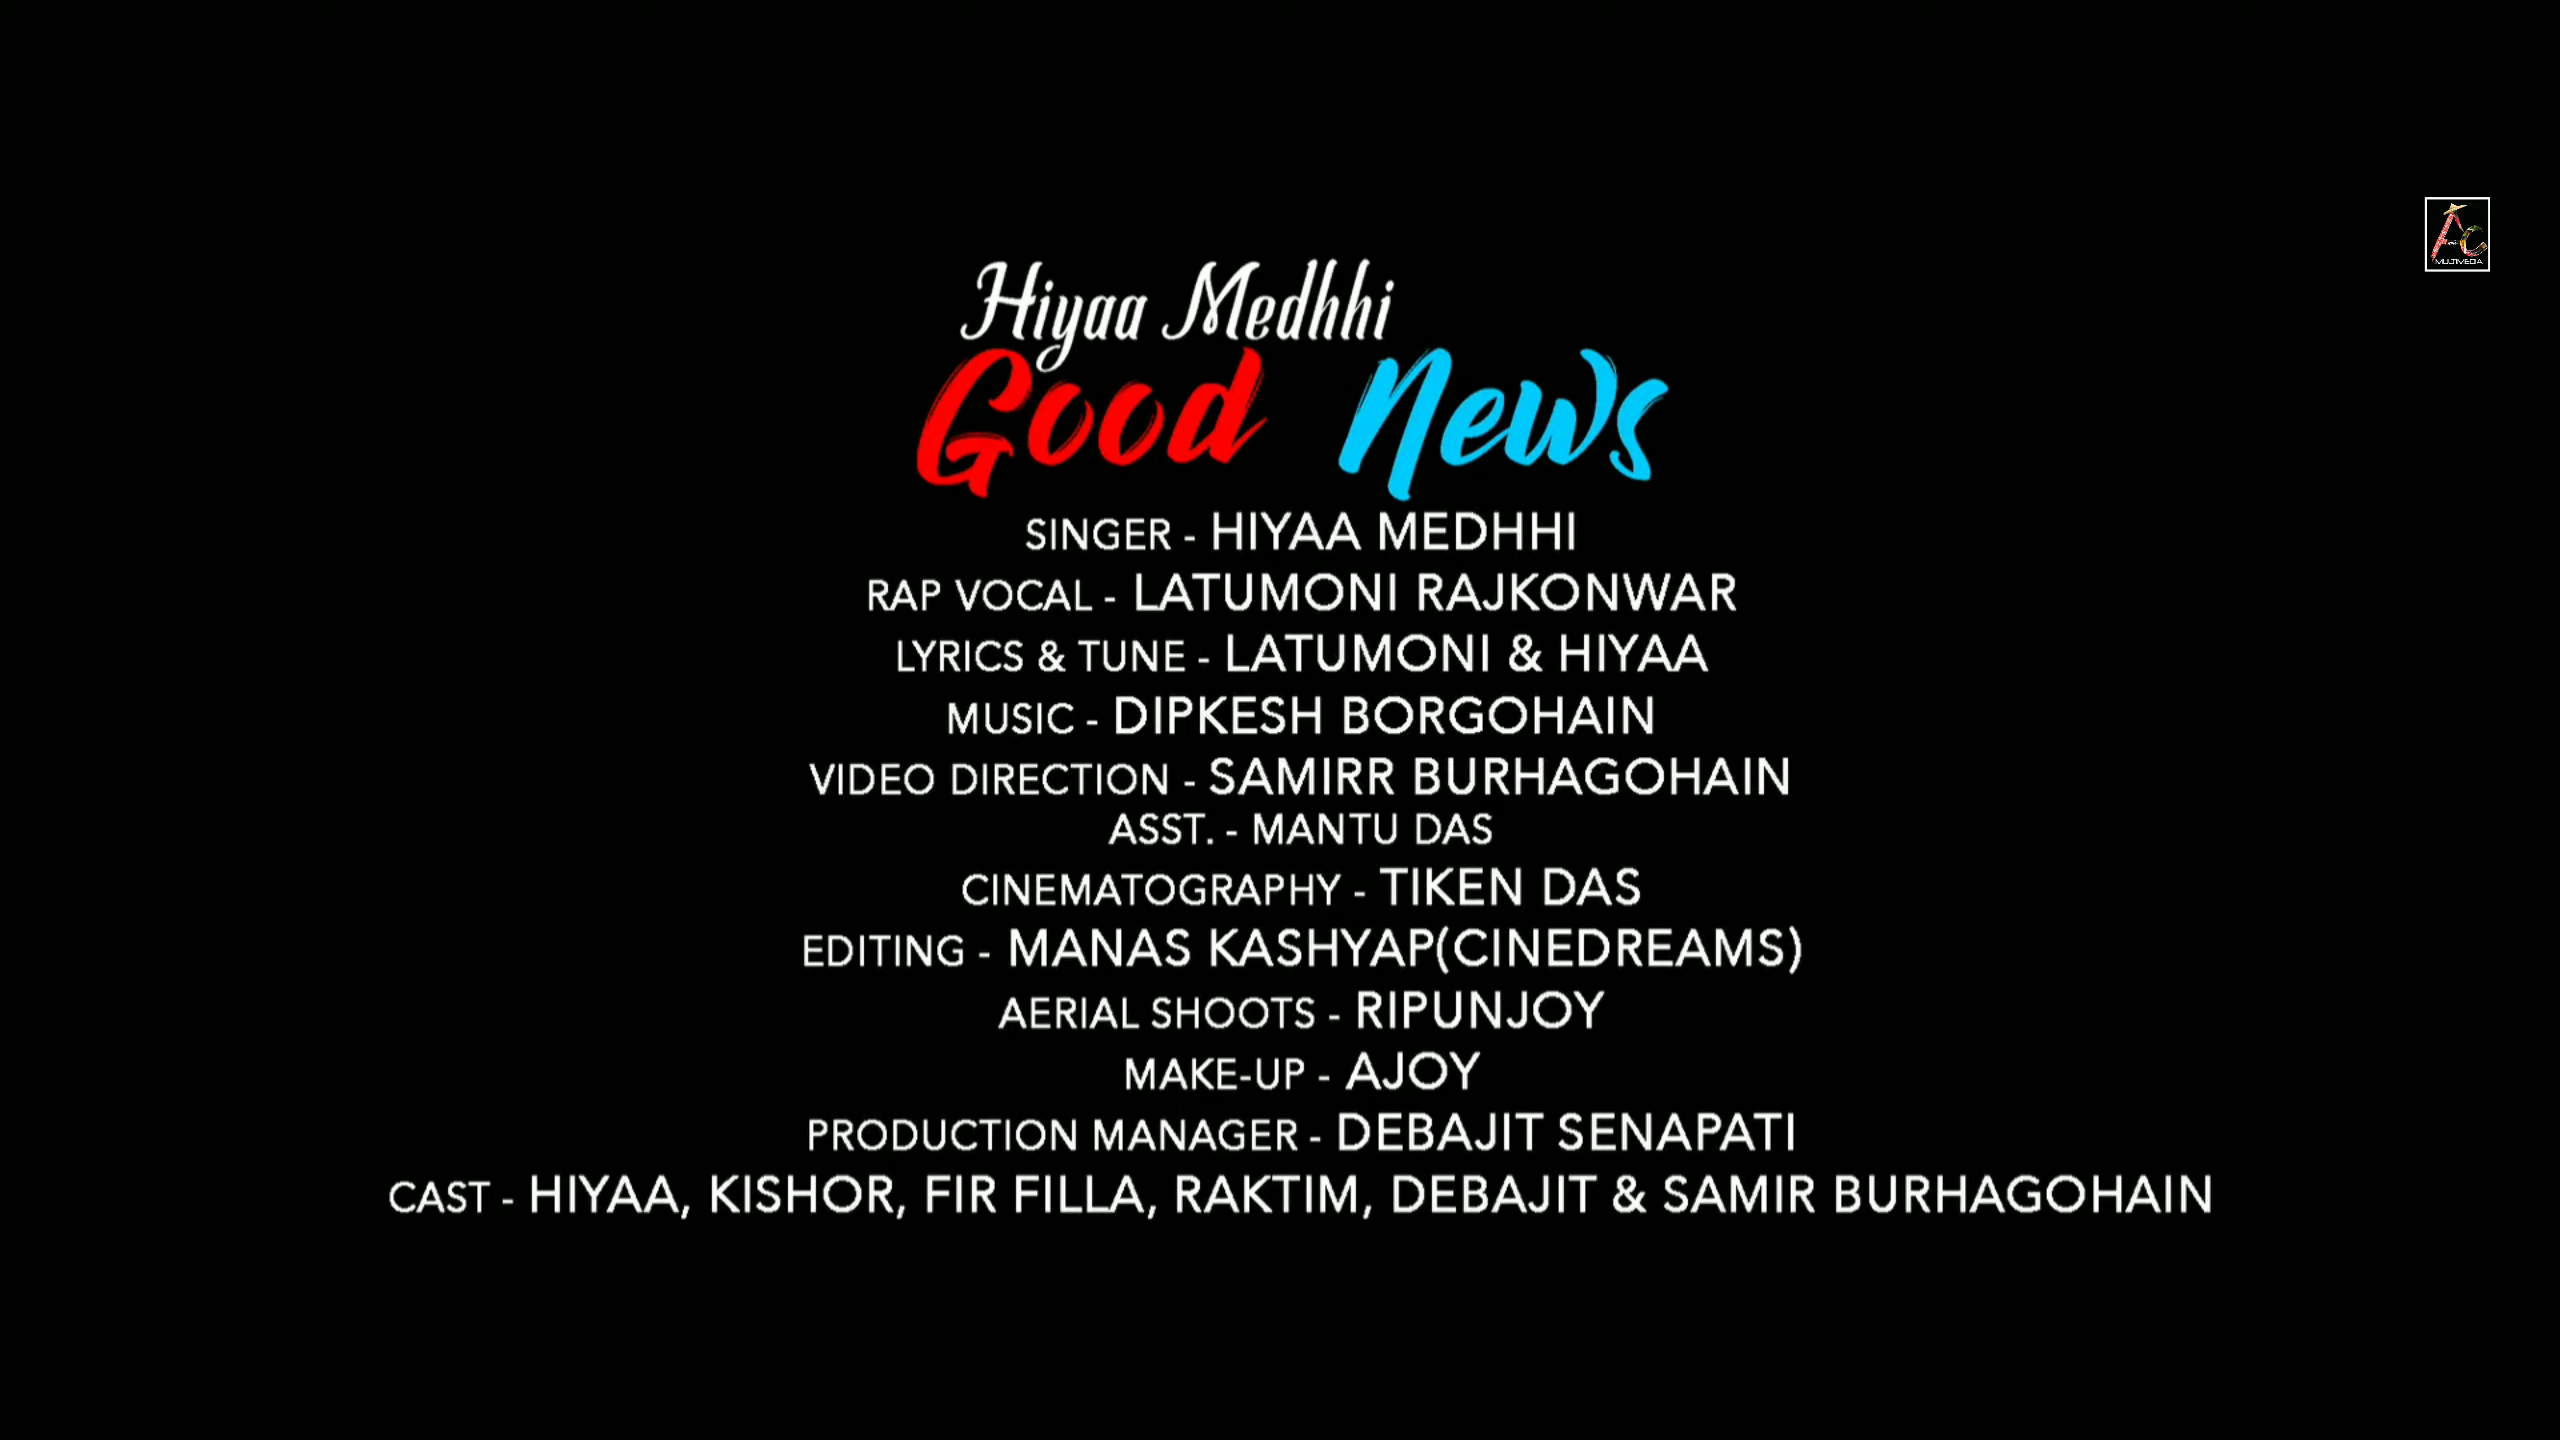 Hiyaa Medhhi
Good News
SINGER - HIYAA MEDHHI
RAP VOCAL - LATUMONI RAJKONWAR
LYRICS & TUNE - LATUMONI & HIYAA
MUSIC - DIPKESH BORGOHAIN
VIDEO DIRECTION - SAMIRR BURHAGOHAIN
ASST. - MANTU DAS
CINEMATOGRAPHY - TIKEN DAS
EDITING - MANAS KASHYAP(CINEDREAMS)
AERIAL SHOOTS - RIPUNJOY
MAKE-UP - AJOY
PRODUCTION MANAGER - DEBAJIT SENAPATI
CAST - HIYAA, KISHOR, FIR FILLA, RAKTIM, DEBAJIT & SAMIR BURHAGOHAIN
AC
MULTIMEDIA